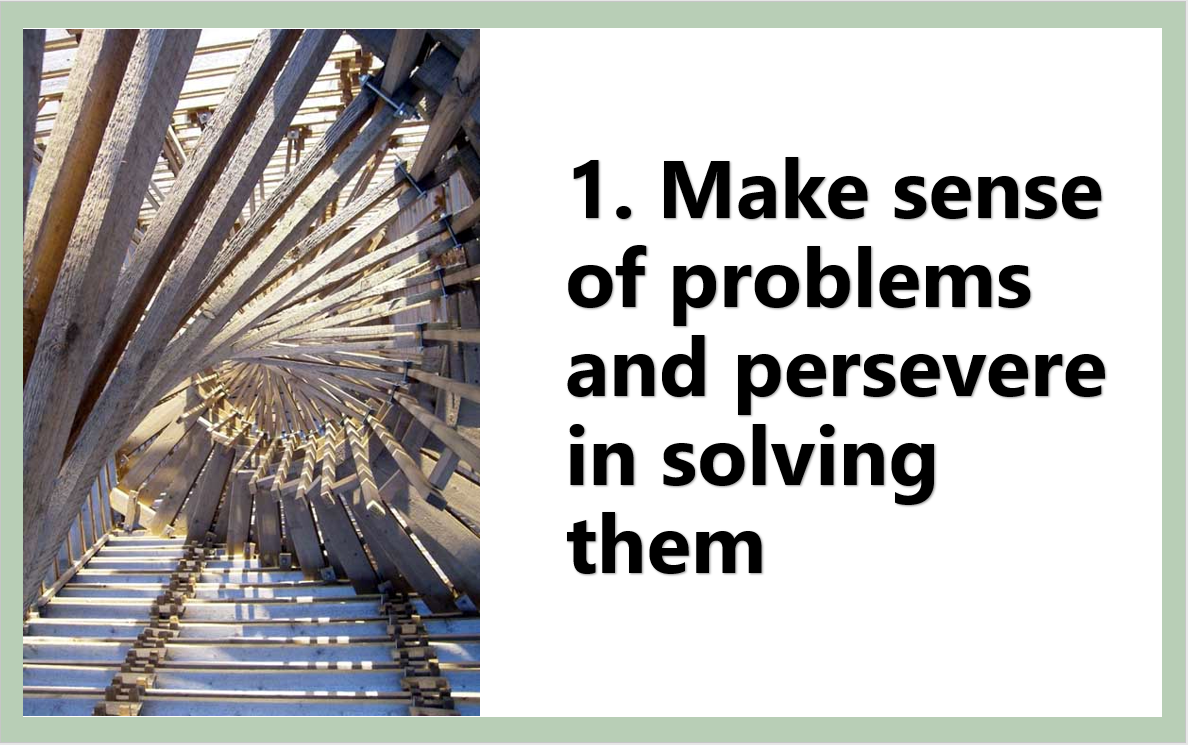 1. Make sense
of problems
and persevere
in solving
them